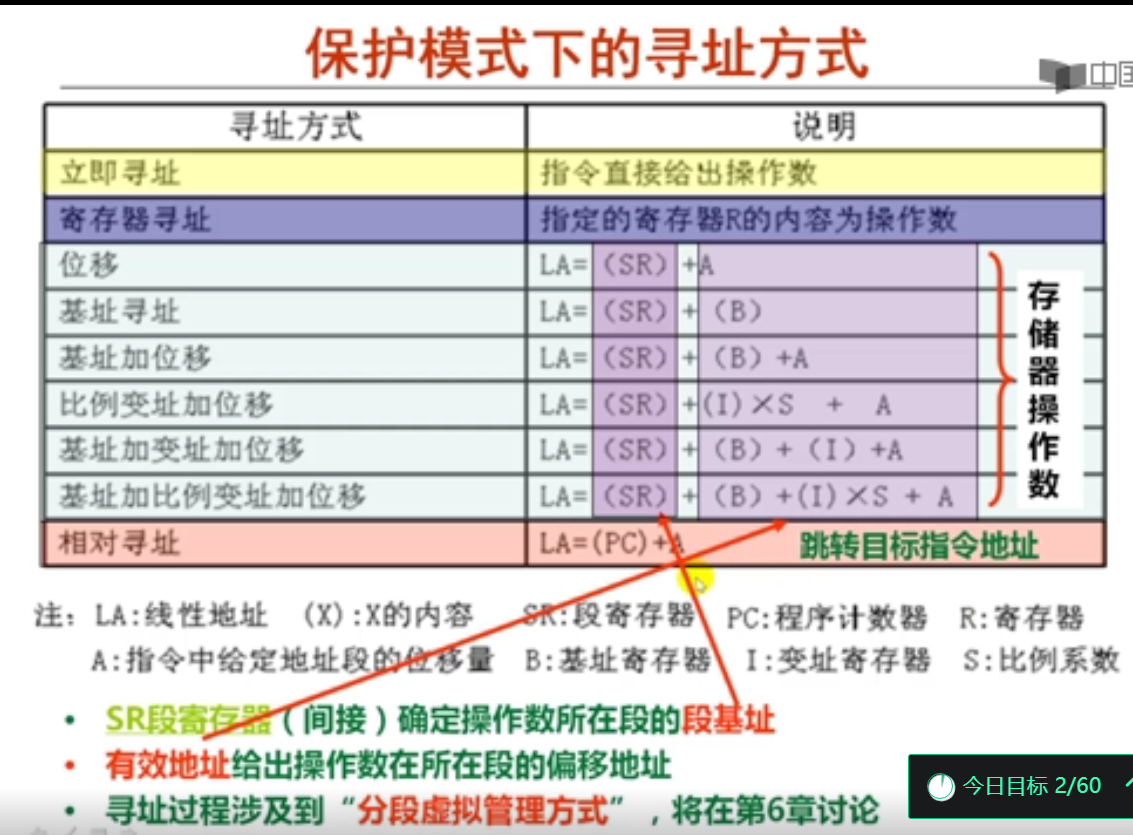 保护模式下的寻址方式
中国
寻址方式 说明
立即寻址 指令直接给出操作数
寄存器寻址 指定的寄存器R的内容为操作数
位移 LA=（SR）+A
基址寻址 LA=（SR）+（B）
基址加位移 LA=（SR）+（B）+A
比例变址加位移 LA=（SR）+(I)×S + A
基址加变址加位移 LA=（SR）+（B）+（I）+A
基址加比例变址加位移 LA=（SR）+（B）+(I)×S + A
存储器操作数
相对寻址 LA=(PC)+A 跳转目标指令地址
注：LA:线性地址 (X):X的内容 SR:段寄存器 PC:程序计数器 R:寄存器
A:指令中给定地址段的位移量 B:基址寄存器 I:变址寄存器 S:比例系数
• SR段寄存器（间接）确定操作数所在段的段基址
• 有效地址给出操作数在所在段的偏移地址
• 寻址过程涉及到“分段虚拟管理方式”，将在第6章讨论
今日目标 2/60